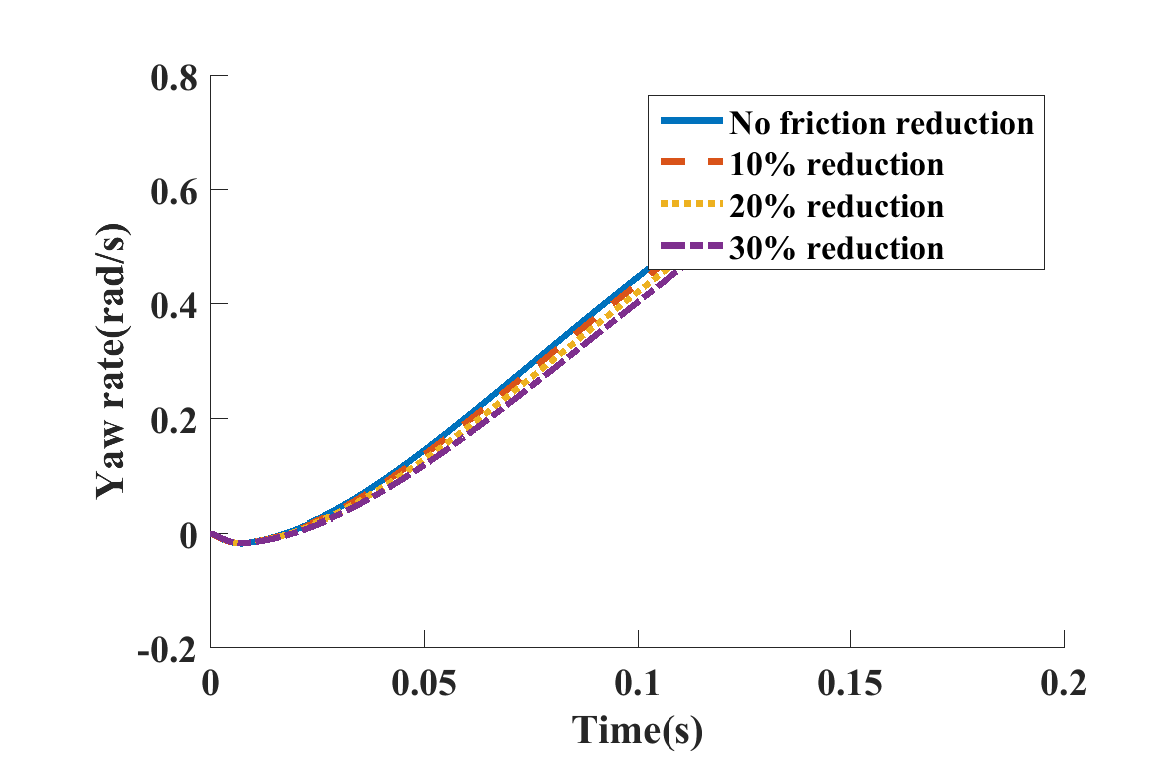 0.8
0.6
0.4
0.2
0
-0.2
Yaw rate(rad/s)
No friction reduction
10% reduction
20% reduction
30% reduction
0
0.05
0.1
0.15
0.2
Time(s)